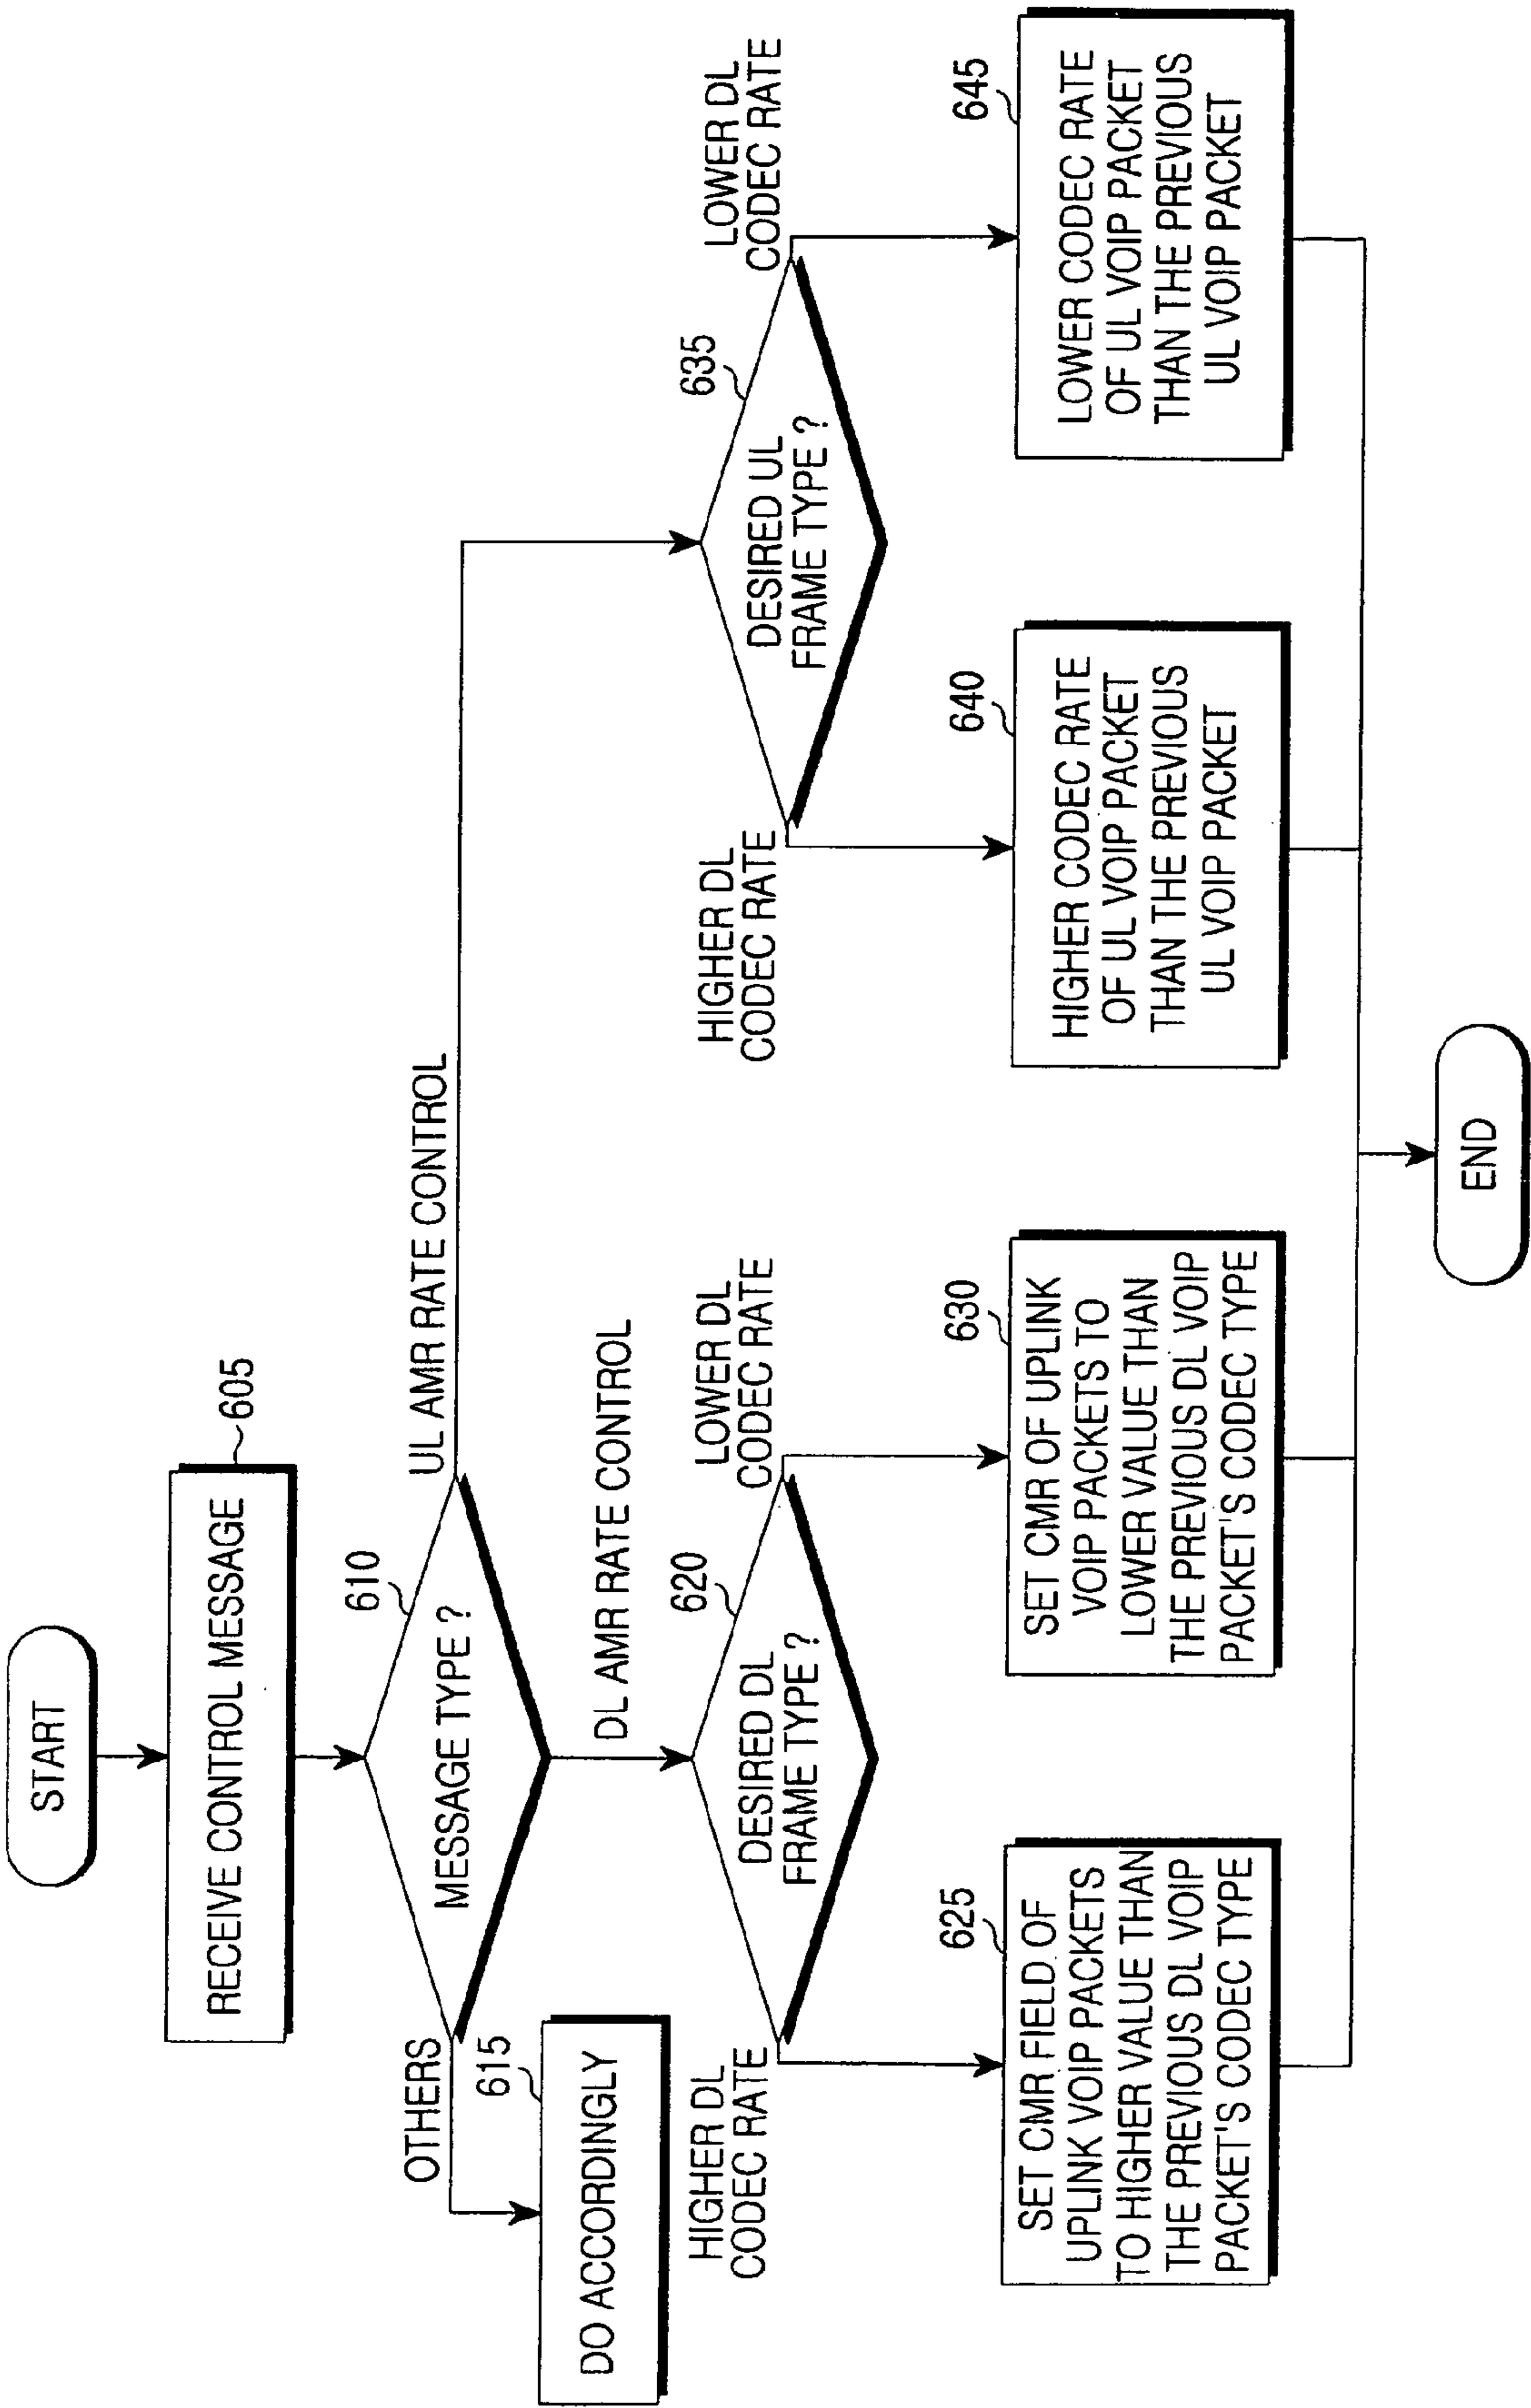 START
RECEIVE CONTROL MESSAGE
605
610
MESSAGE TYPE ?
OTHERS
UL AMR RATE CONTROL
615
DO ACCORDINGLY
DL AMR RATE CONTROL
620
DESIRED DL
FRAME TYPE ?
HIGHER DL
CODEC RATE
LOWER DL
CODEC RATE
635
DESIRED UL
FRAME TYPE ?
HIGHER DL
CODEC RATE
LOWER DL
CODEC RATE
625
SET CMR FIELD OF
UPLINK VOIP PACKETS
TO HIGHER VALUE THAN
THE PREVIOUS DL VOIP
PACKET'S CODEC TYPE
630
SET CMR OF UPLINK
VOIP PACKETS TO
LOWER VALUE THAN
THE PREVIOUS DL VOIP
PACKET'S CODEC TYPE
640
HIGHER CODEC RATE
OF UL VOIP PACKET
THAN THE PREVIOUS
UL VOIP PACKET
645
LOWER CODEC RATE
OF UL VOIP PACKET
THAN THE PREVIOUS
UL VOIP PACKET
END